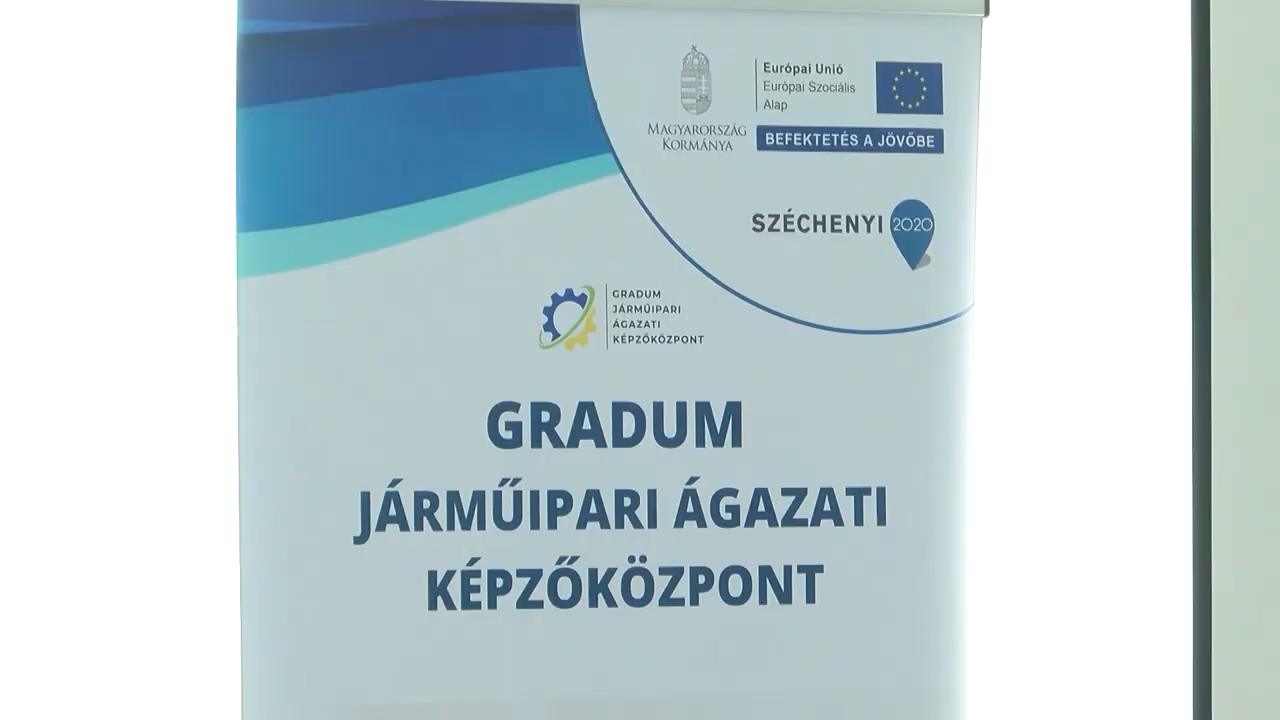 MAGYARORSZÁG
KORMÁNYA
Európai Unió
Európai Szociális
Alap
BEFEKTETÉS A JÖVŐBE
SZÉCHENYI 2020
GRADUM
JÁRMŰIPARI
ÁGAZATI
KÉPZŐKÖZPONT
GRADUM
JÁRMŰIPARI ÁGAZATI
KÉPZŐKÖZPONT